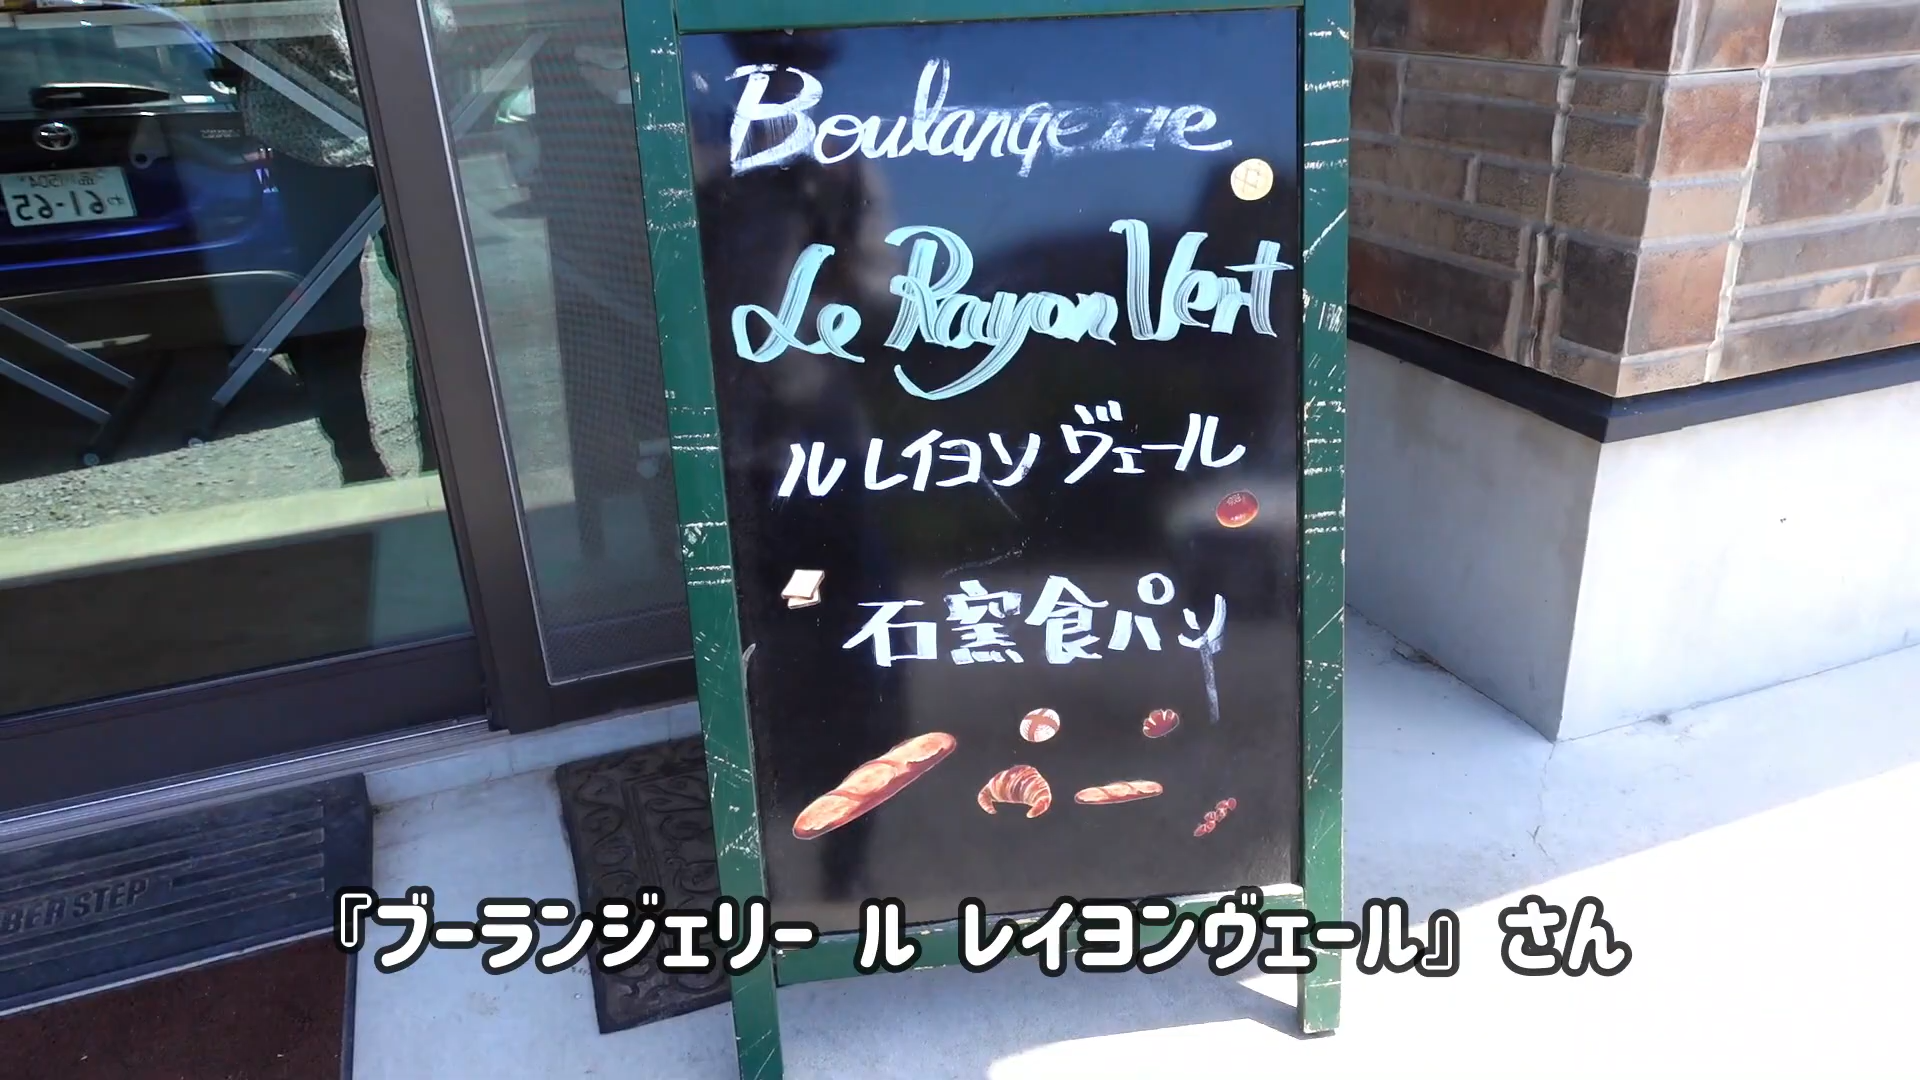 Boulangerie
Le Rayon Vert
ル レイヨン ヴェール
石窯食パン
『ブーランジェリー ル レイヨンヴェール』 さん